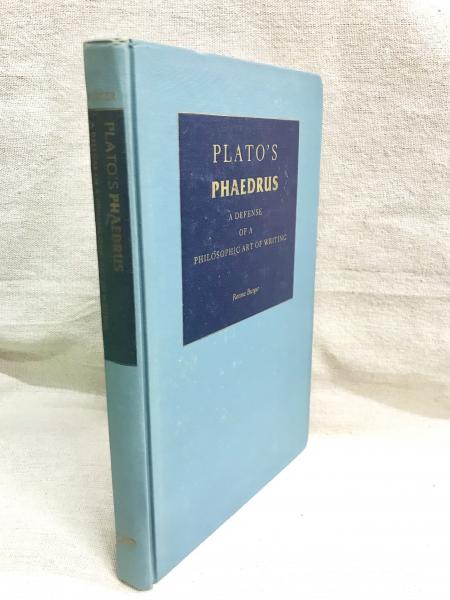 PLATO'S
PHAEDRUS
A DEFENSE
OF A
PHILOSOPHIC ART OF WRITING
Ronna Burger
PLATO'S PHAEDRUS